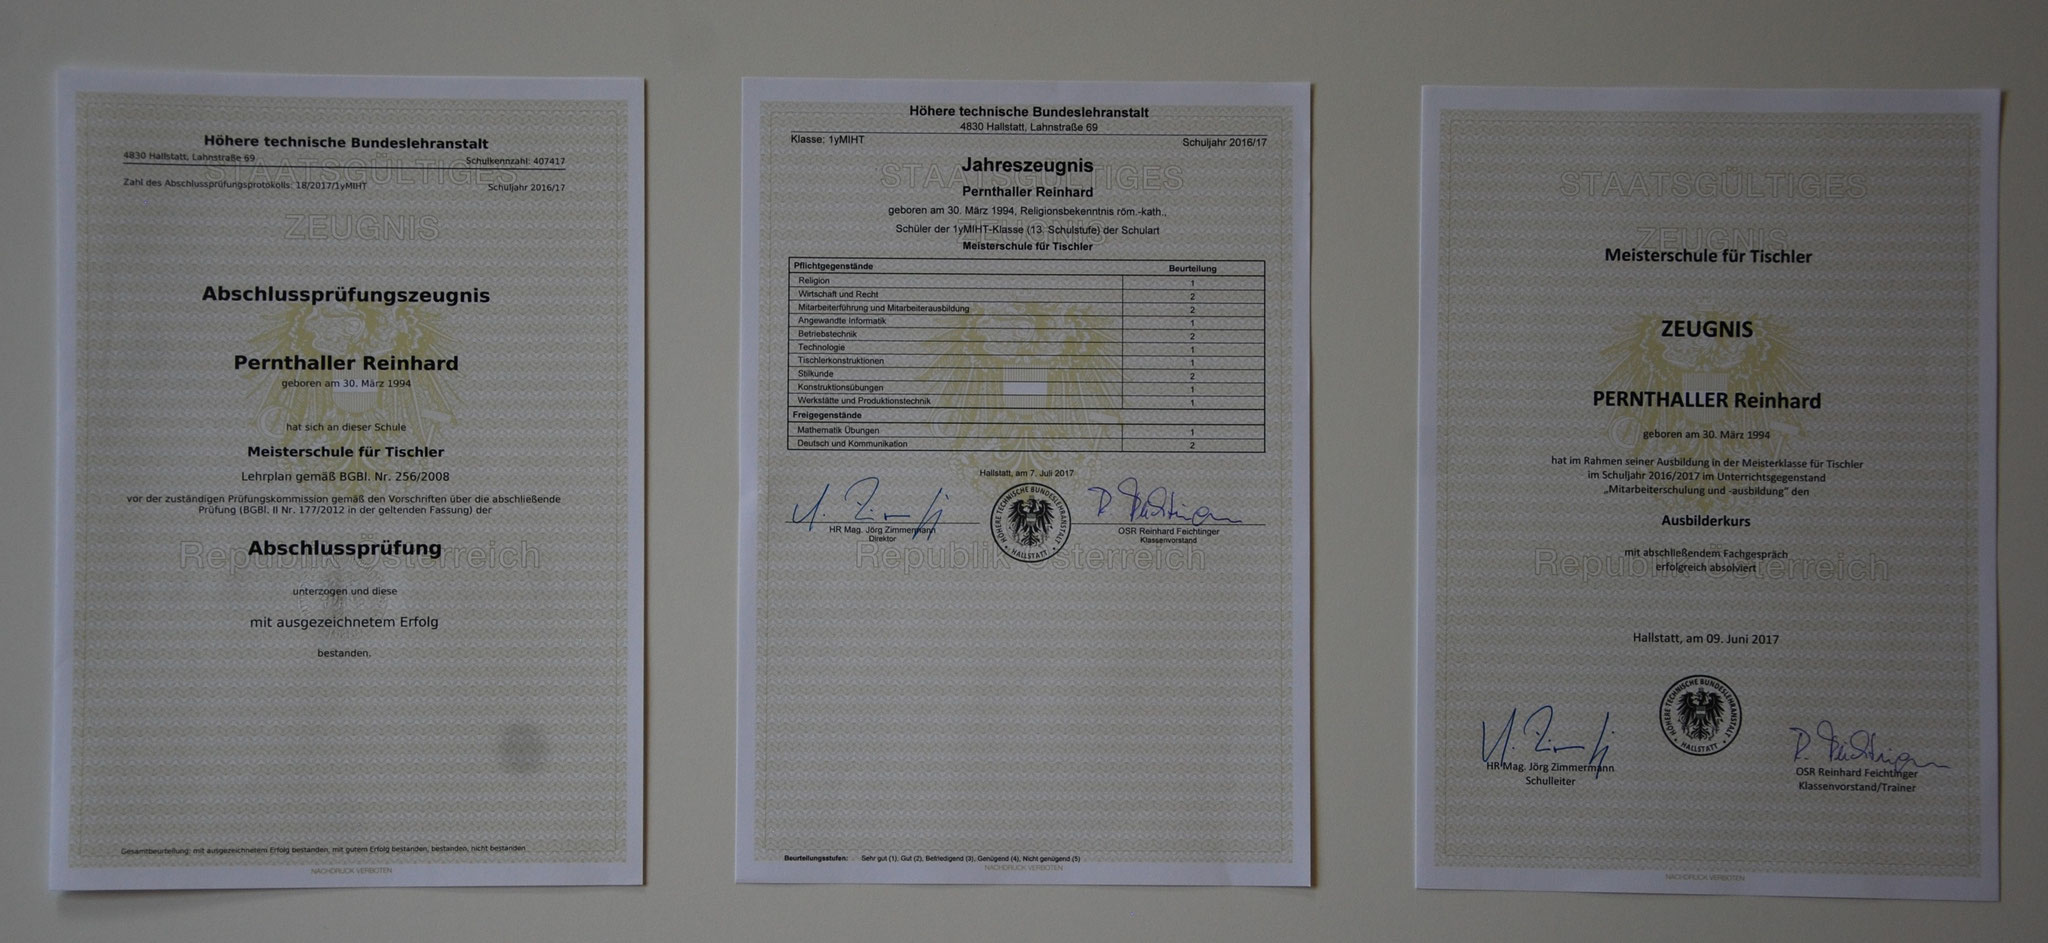 Höhere technische Bundeslehranstalt
4830 Hallstatt, Lahnstraße 69
Schulkennzahl: 407417
Zahl des Abschlussprüfungsprotokolls: 18/2017/1yMIHT
Schuljahr 2016/17
STAATSGÜLTIGES
ZEUGNIS
Abschlussprüfungszeugnis
Pernthaller Reinhard
geboren am 30. März 1994
hat sich an dieser Schule
Meisterschule für Tischler
Lehrplan gemäß BGBl. Nr. 256/2008
vor der zuständigen Prüfungskommission gemäß den Vorschriften über die abschließende
Prüfung (BGBl. II Nr. 177/2012 in der geltenden Fassung) der
Abschlussprüfung
Republik Österreich
unterzogen und diese
mit ausgezeichnetem Erfolg
bestanden.
Gesamtbeurteilung: mit ausgezeichnetem Erfolg bestanden, mit gutem Erfolg bestanden, bestanden, nicht bestanden
NACHDRUCK VERBOTEN
Höhere technische Bundeslehranstalt
4830 Hallstatt, Lahnstraße 69
Klasse: 1yMIHT
Schuljahr 2016/17
Jahreszeugnis
STAATSGÜLTIGES
Pernthaller Reinhard
geboren am 30. März 1994, Religionsbekenntnis röm.-kath.,
ZEUGNIS
Schüler der 1yMIHT-Klasse (13. Schulstufe) der Schulart
Meisterschule für Tischler
Pflichtgegenstände Beurteilung
Religion 1
Wirtschaft und Recht 2
Mitarbeiterführung und Mitarbeiterausbildung 2
Angewandte Informatik 1
Betriebstechnik 2
Technologie 1
Tischlerkonstruktionen 1
Stilkunde 2
Konstruktionsübungen 1
Werkstätte und Produktionstechnik 1
Freigegenstände
Mathematik Übungen 1
Deutsch und Kommunikation 2
Hallstatt, am 7. Juli 2017
HÖHERE TECHNISCHE BUNDESLEHRANSTALT
HALLSTATT
HR Mag. Jörg Zimmermann
Direktor
OSR Reinhard Feichtinger
Klassenvorstand
Republik Österreich
Beurteilungsstufen: Sehr gut (1), Gut (2), Befriedigend (3), Genügend (4), Nicht genügend (5)
NACHDRUCK VERBOTEN
STAATSGÜLTIGES
ZEUGNIS
Meisterschule für Tischler
ZEUGNIS
PERNTHALLER Reinhard
geboren am 30. März 1994
hat im Rahmen seiner Ausbildung in der Meisterklasse für Tischler
im Schuljahr 2016/2017 im Unterrichtsgegenstand
„Mitarbeiterschulung und -ausbildung" den
Ausbilderkurs
mit abschließendem Fachgespräch
Republik Österreich
erfolgreich absolviert
Hallstatt, am 09. Juni 2017
HÖHERE TECHNISCHE BUNDESLEHRANSTALT
HALLSTATT
HR Mag. Jörg Zimmermann
Schulleiter
OSR Reinhard Feichtinger
Klassenvorstand/Trainer
NACHDRUCK VERBOTEN